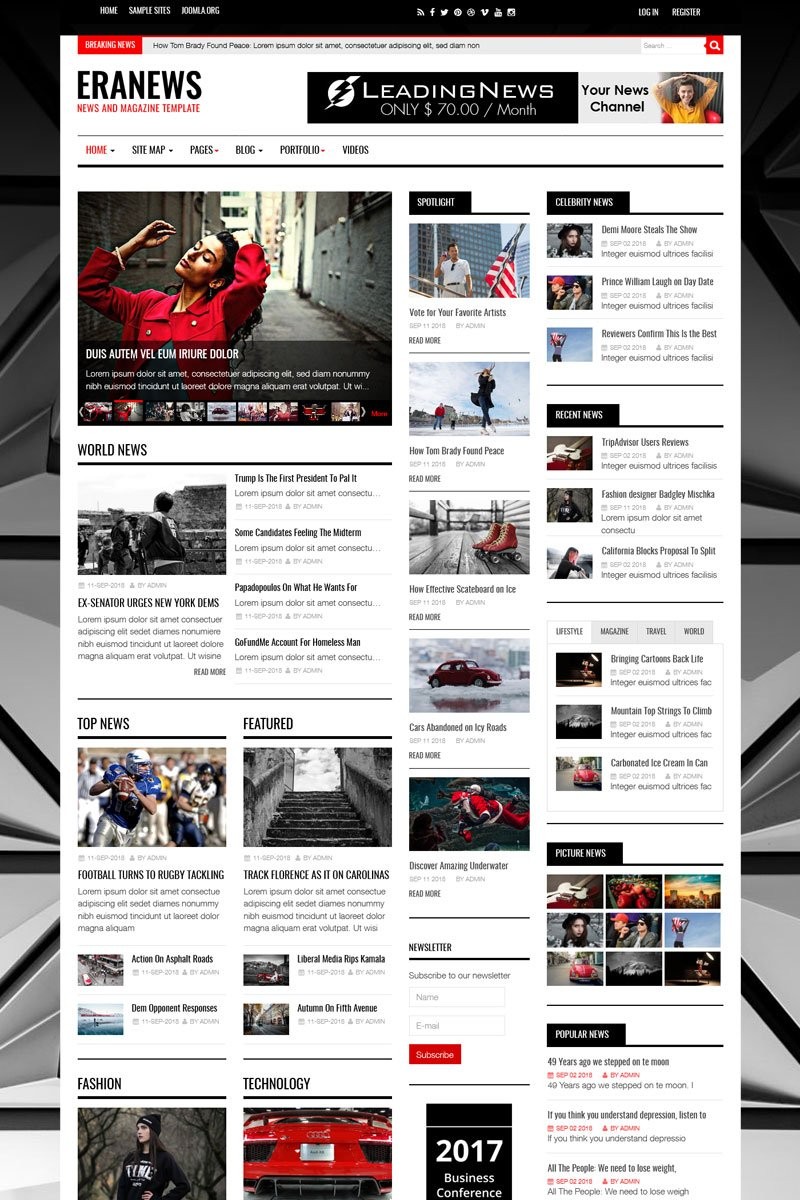 HOME SAMPLE SITES JOOMLA.ORG
LOG IN REGISTER
BREAKING NEWS
How Tom Brady Found Peace: Lorem ipsum dolor sit amet, consectetuer adipiscing elit, sed diam non
Search ...
ERANEWS
NEWS AND MAGAZINE TEMPLATE
LEADINGNEWS
ONLY $ 70.00 / Month
Your News
Channel
HOME SITE MAP PAGES BLOG PORTFOLIO VIDEOS
DUIS AUTEM VEL EUM IRIURE DOLOR
Lorem ipsum dolor sit amet, consectetuer adipiscing elit, sed diam nonummy
nibh euismod tincidunt ut laoreet dolore magna aliquam erat volutpat. Ut wi...
More
WORLD NEWS
11-SEP-2018 BY ADMIN
EX-SENATOR URGES NEW YORK DEMS
Lorem ipsum dolor sit amet, consectetuer
adipiscing elit sedet diames nonumiere
nibh euismod tincidunt ut laoreet dolore
magna aliquam erat volutpat. Ut wisine
READ MORE
Trump Is The First President To Pal It
Lorem ipsum dolor sit amet consectu...
11-SEP-2018 BY ADMIN
Some Candidates Feeling The Midterm
Lorem ipsum dolor sit amet consectu...
11-SEP-2018 BY ADMIN
Papadopoulos On What He Wants For
Lorem ipsum dolor sit amet consectu...
11-SEP-2018 BY ADMIN
GoFundMe Account For Homeless Man
Lorem ipsum dolor sit amet consectu...
11-SEP-2018 BY ADMIN
TOP NEWS
11-SEP-2018 BY ADMIN
FOOTBALL TURNS TO RUGBY TACKLING
Lorem ipsum dolor sit amet, consectetue
adipiscing elit, sed diam nonummy
nibh euismod tincidunt ut laoreet dolor
magna aliquam
Action On Asphalt Roads
11-SEP-2018 BY ADMIN
Dem Opponent Responses
11-SEP-2018 BY ADMIN
FEATURED
11-SEP-2018 BY ADMIN
TRACK FLORENCE AS IT ON CAROLINAS
Lorem ipsum dolor sit amet, consectetue
adipiscing elit, sed diam nonummy
nibh euismod tincidunt ut laoreet dolor
magna aliquam erat volutpat. Ut wisi
Liberal Media Rips Kamala
11-SEP-2018 BY ADMIN
Autumn On Fifth Avenue
11-SEP-2018 BY ADMIN
FASHION
TECHNOLOGY
SPOTLIGHT
Vote for Your Favorite Artists
SEP 11 2018 BY ADMIN
READ MORE
How Tom Brady Found Peace
SEP 11 2018 BY ADMIN
READ MORE
How Effective Scateboard on Ice
SEP 11 2018 BY ADMIN
READ MORE
Cars Abandoned on Icy Roads
SEP 11 2018 BY ADMIN
READ MORE
Discover Amazing Underwater
SEP 11 2018 BY ADMIN
READ MORE
NEWSLETTER
Subscribe to our newsletter
Name
E-mail
Subscribe
2017
Business
Conference
CELEBRITY NEWS
Demi Moore Steals The Show
SEP 02 2018 BY ADMIN
Integer euismod ultrices facilisi
Prince William Laugh on Day Date
SEP 02 2018 BY ADMIN
Integer euismod ultrices facilisi
Reviewers Confirm This Is the Best
SEP 02 2018 BY ADMIN
Integer euismod ultrices facilisi
RECENT NEWS
TripAdvisor Users Reviews
SEP 02 2018 BY ADMIN
Integer euismod ultrices facilisis
Fashion designer Badgley Mischka
SEP 11 2018 BY ADMIN
Lorem ipsum dolor sit amet
consectu
California Blocks Proposal To Split
SEP 02 2018 BY ADMIN
Integer euismod ultrices facilisis
LIFESTYLE MAGAZINE TRAVEL WORLD
Bringing Cartoons Back Life
SEP 02 2018 BY ADMIN
Integer euismod ultrices fac
Mountain Top Strings To Climb
SEP 02 2018 BY ADMIN
Integer euismod ultrices fac
Carbonated Ice Cream In Can
SEP 02 2018 BY ADMIN
Integer euismod ultrices fac
PICTURE NEWS
POPULAR NEWS
49 Years ago we stepped on te moon
SEP 02 2018 BY ADMIN
49 Years ago we stepped on te moon. I
If you think you understand depression, listen to
SEP 02 2018 BY ADMIN
If you think you understand depressio
All The People: We need to lose weight,
SEP 02 2018 BY ADMIN
All The People: We need to lose weigh